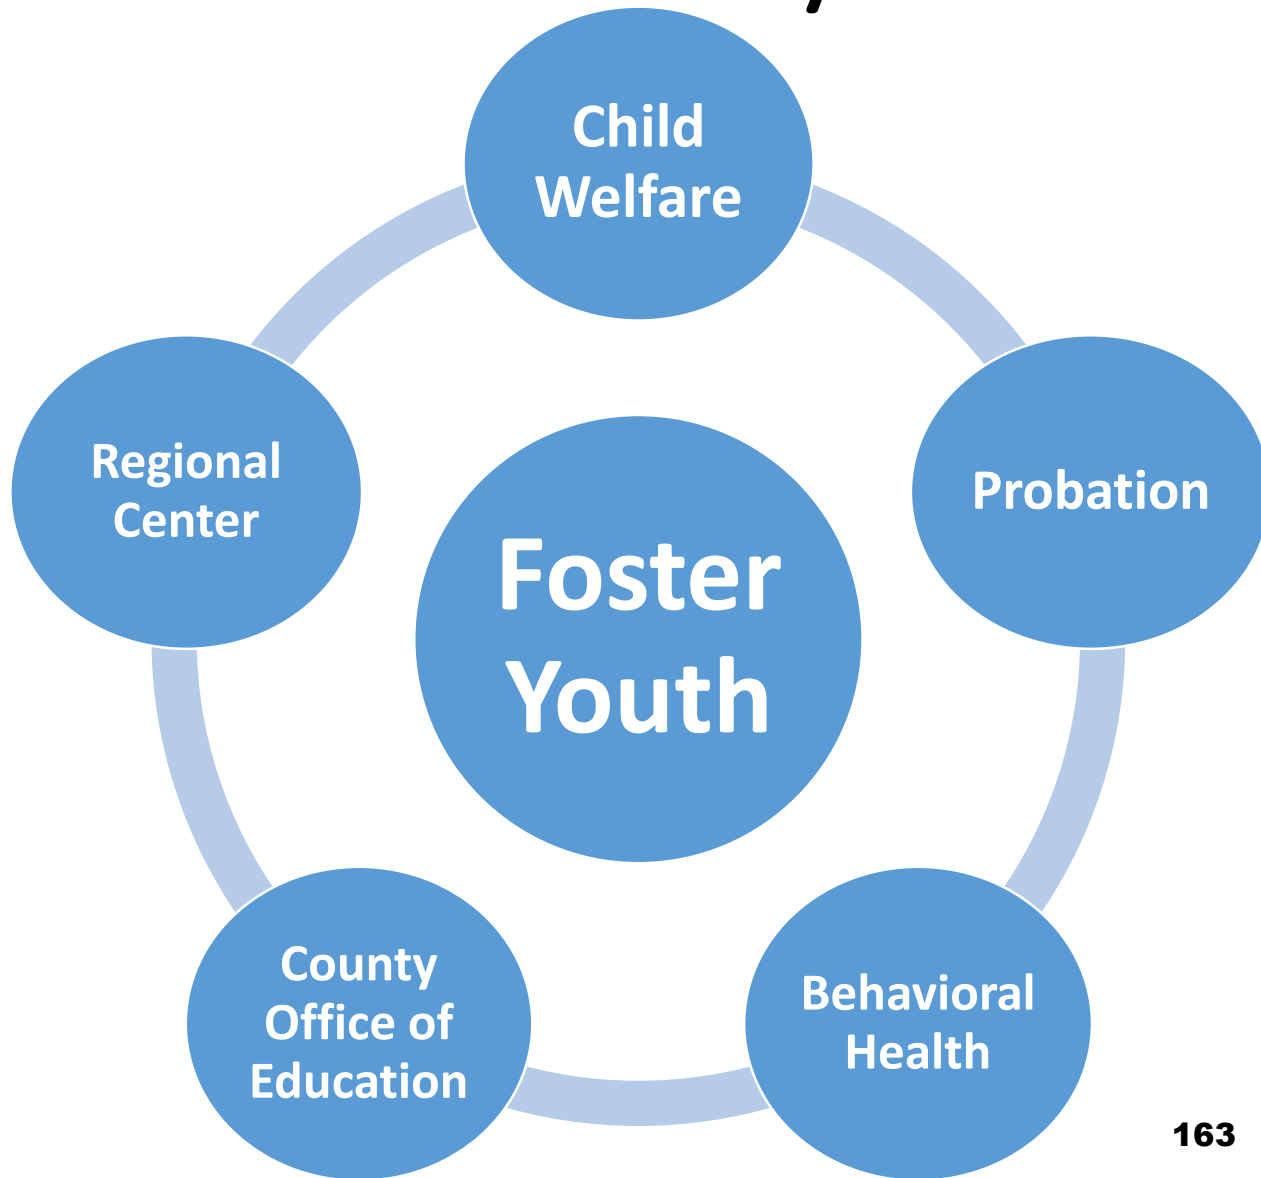 Child
Welfare
Regional
Center
Probation
Foster
Youth
County
Office of
Education
Behavioral
Health
163